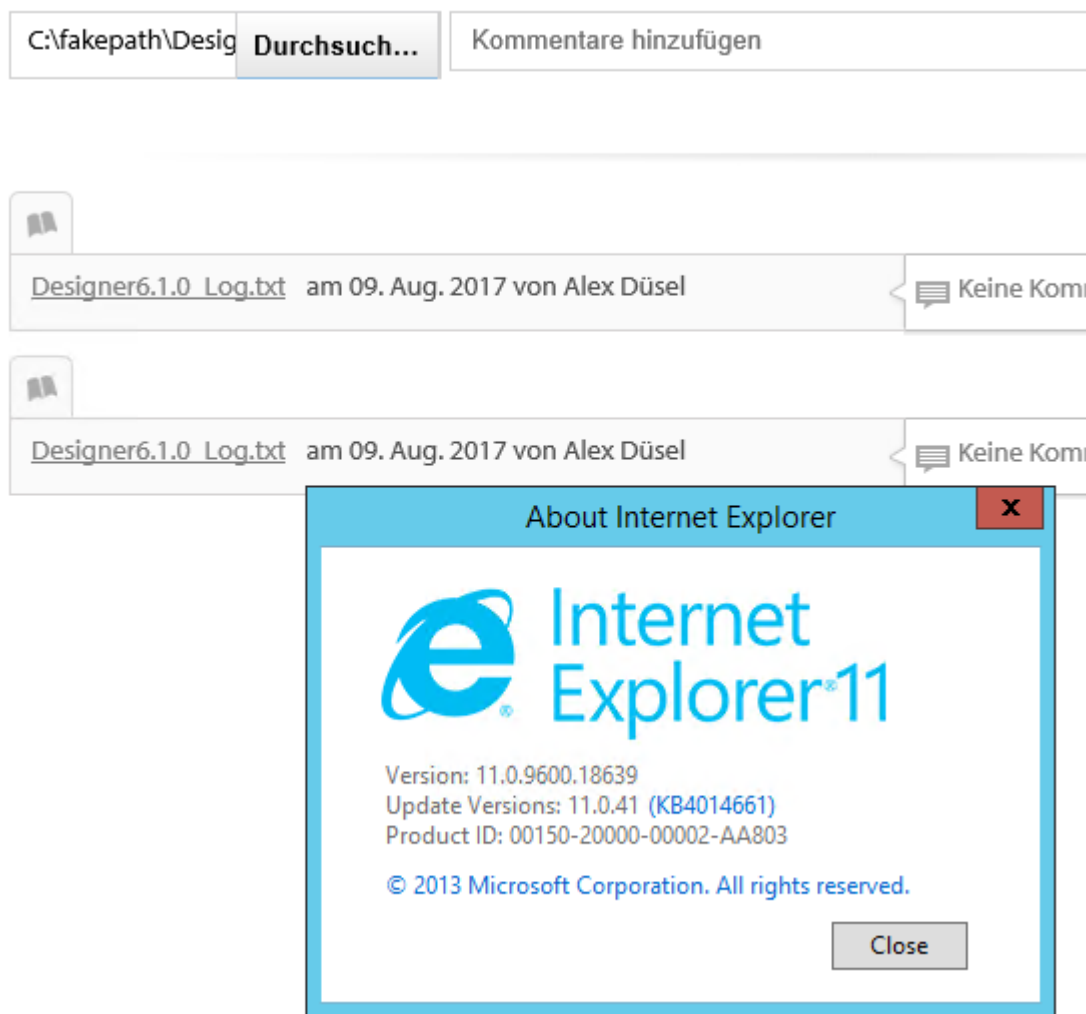 C:\fakepath\Desig Durchsuch... Kommentare hinzufügen
Designer6.1.0_Log.txt am 09. Aug. 2017 von Alex Düsel Keine Komm
Designer6.1.0_Log.txt am 09. Aug. 2017 von Alex Düsel Keine Komm
About Internet Explorer x
Internet
Explorer®11
Version: 11.0.9600.18639
Update Versions: 11.0.41 (KB4014661)
Product ID: 00150-20000-00002-AA803
© 2013 Microsoft Corporation. All rights reserved.
Close